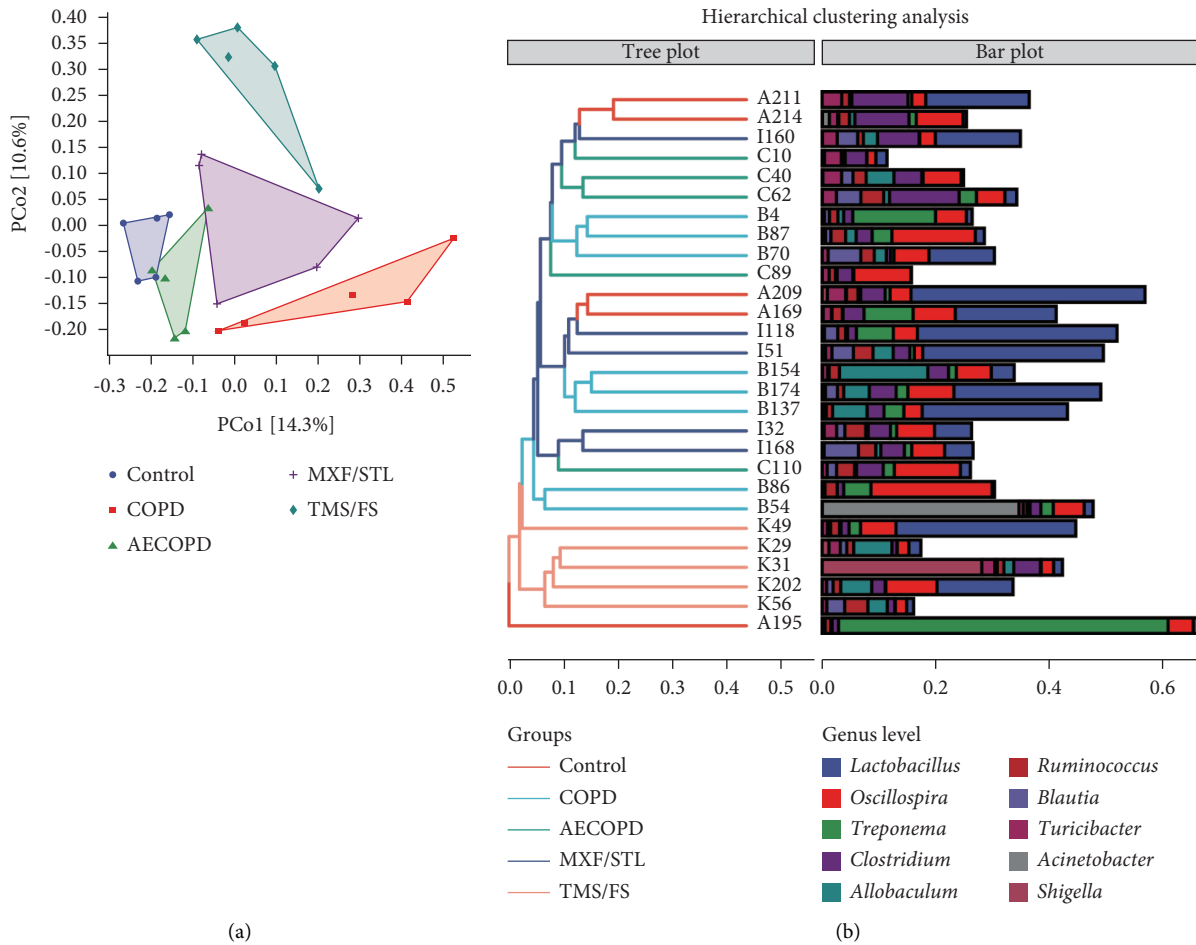 0.40
0.35
0.30
0.25
0.20
0.15
0.10
0.05
0.00
-0.05
-0.10
-0.15
-0.20
PCo2 [10.6%]
-0.3 -0.2 -0.1 0.0 0.1 0.2 0.3 0.4 0.5
PCo1 [14.3%]
Control
COPD
AECOPD
MXF/STL
TMS/FS
(a)
Hierarchical clustering analysis
Tree plot
Bar plot
A211
A214
I160
C10
C40
C62
B4
B87
B70
C89
A209
A169
I118
I51
B154
B174
B137
I32
I168
C110
B86
B54
K49
K29
K31
K202
K56
A195
0.0 0.1 0.2 0.3 0.4 0.5
0.0 0.2 0.4 0.6
Groups
Control
COPD
AECOPD
MXF/STL
TMS/FS
Genus level
Lactobacillus
Oscillospira
Treponema
Clostridium
Allobaculum
Ruminococcus
Blautia
Turicibacter
Acinetobacter
Shigella
(b)